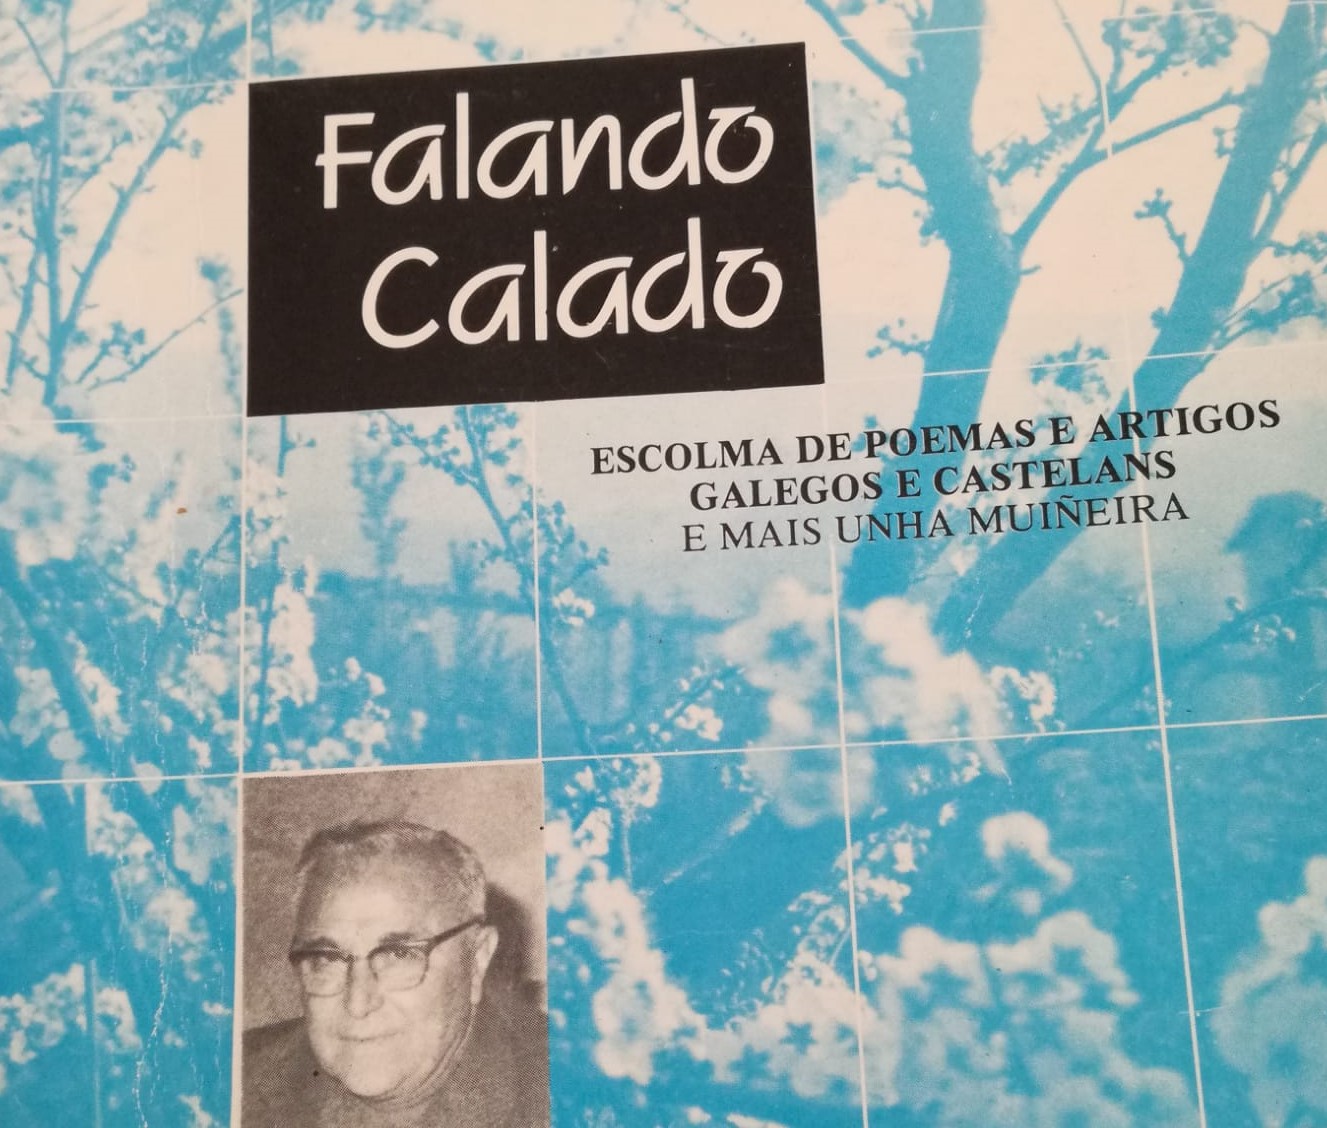 Falando
Calado
ESCOLMA DE POEMAS E ARTIGOS
GALEGOS E CASTELANS
E MAIS UNHA MUIÑEIRA